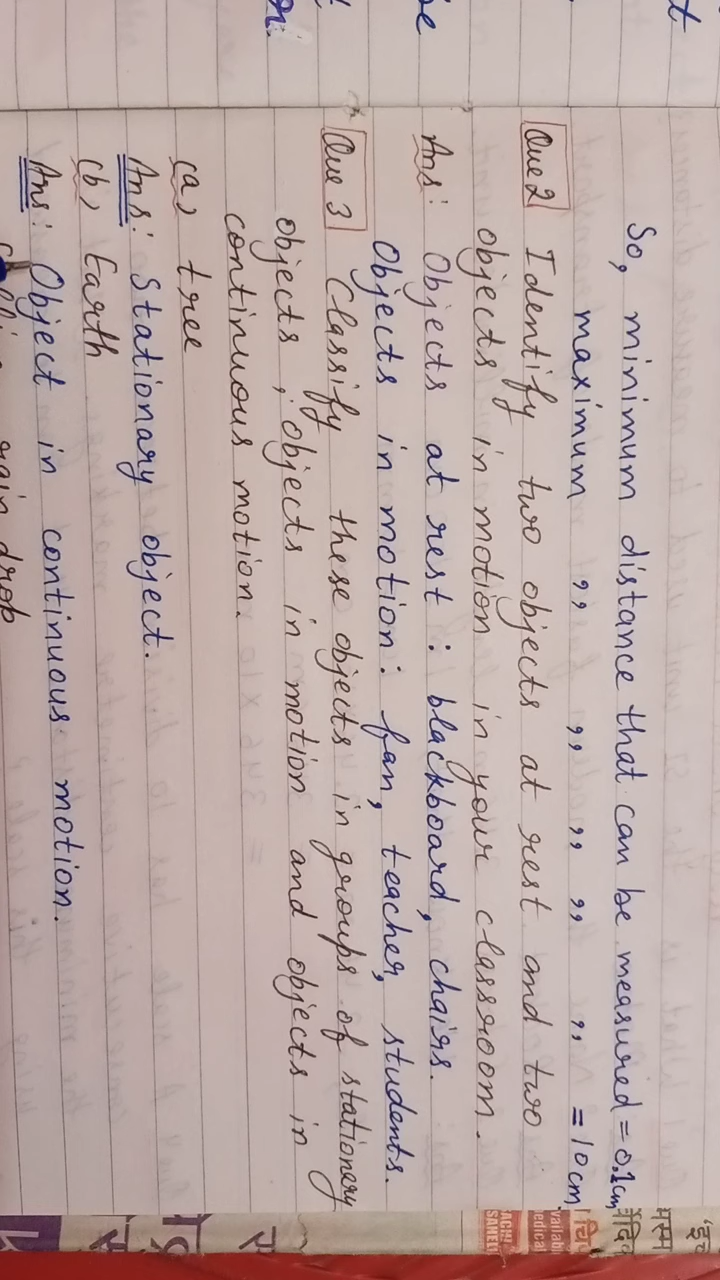 So, minimum distance that can be measured = 0.1cm
maximum ,, ,, ,, ,, ,, = 10cm
Que 2 Identify two objects at rest and two
objects in motion in your classroom.
Ans: Objects at rest : blackboard, chairs.
Objects in motion : fan, teacher, students.
Que 3 Classify these objects in groups of stationery
objects, objects in motion and objects in
continuous motion.
(a) tree
Ans: Stationary object.
(b) Earth
Ans: Object in continuous motion.
rain drop